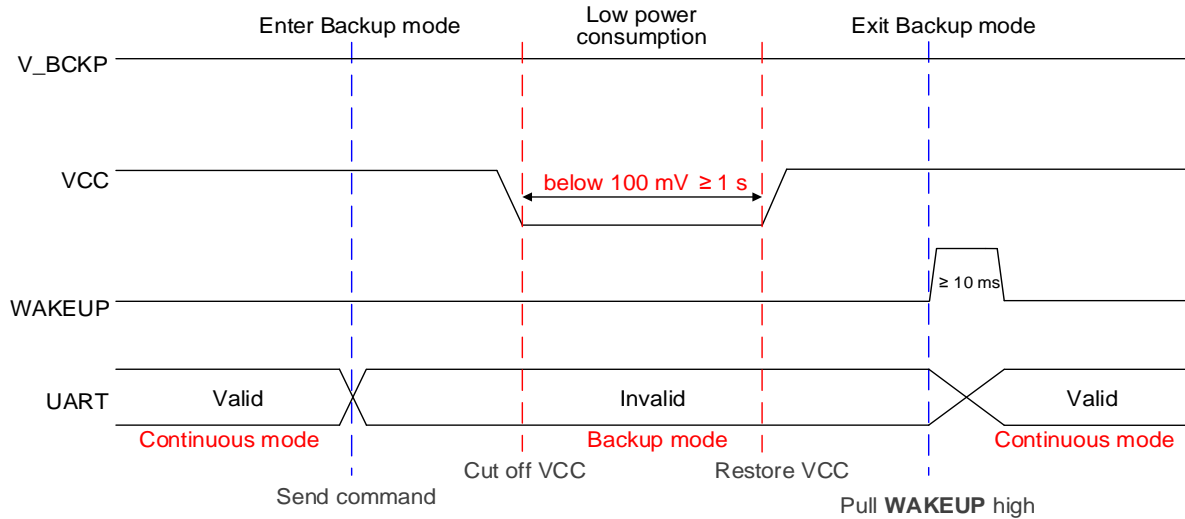 Enter Backup mode
Low power
consumption
Exit Backup mode
V_BCKP
VCC
below 100 mV ≥ 1 s
WAKEUP
≥ 10 ms
UART
Valid
Invalid
Valid
Continuous mode
Backup mode
Continuous mode
Cut off VCC
Restore VCC
Send command
Pull WAKEUP high